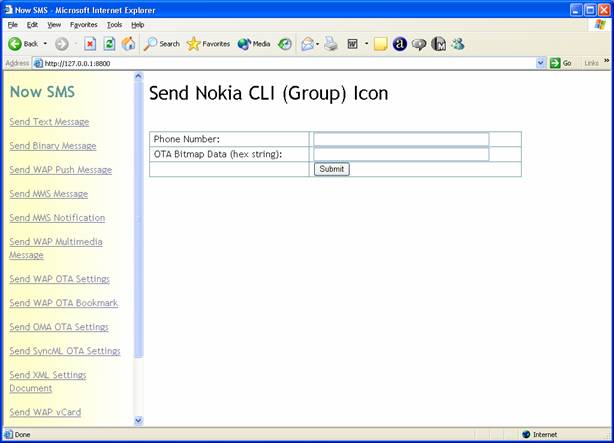 Now SMS - Microsoft Internet Explorer
File Edit View Favorites Tools Help
Back Search Favorites Media
Address http://127.0.0.1:8800 Go Links »
Now SMS
Send Text Message
Send Binary Message
Send WAP Push Message
Send MMS Message
Send MMS Notification
Send WAP Multimedia
Message
Send WAP OTA Settings
Send WAP OTA Bookmark
Send OMA OTA Settings
Send SyncML OTA Settings
Send XML Settings
Document
Send WAP vCard
Send Nokia CLI (Group) Icon
Phone Number:
OTA Bitmap Data (hex string):
Submit
Done Internet